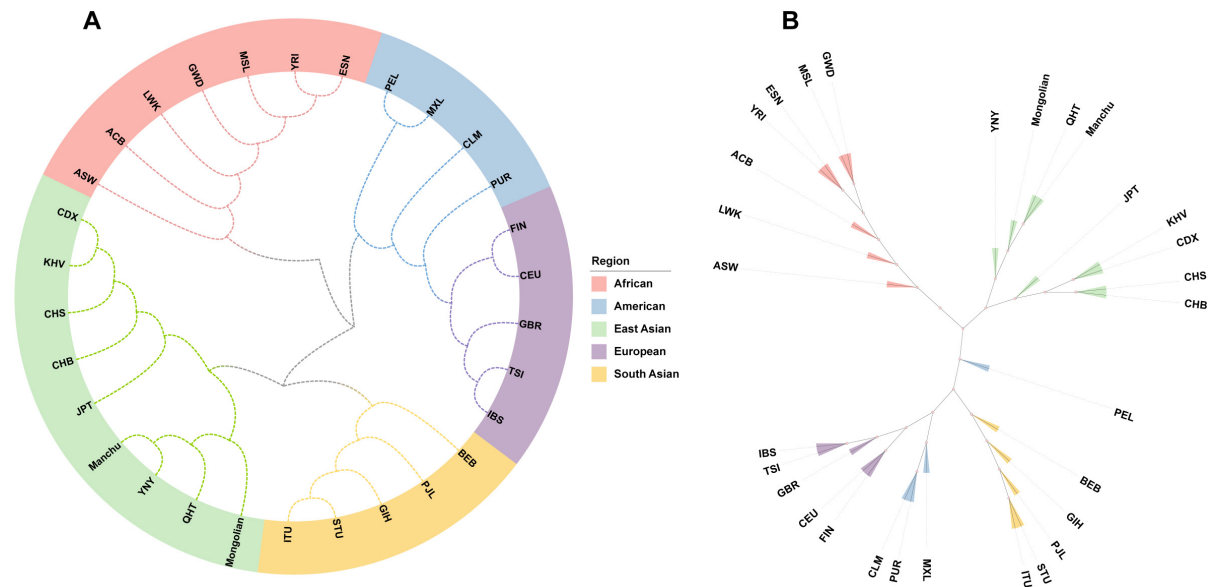 A
ESN
YRI
MSL
GWD
LWK
ACB
ASW
PEL
MXL
CLM
PUR
FIN
CEU
GBR
TSI
IBS
BEB
PJL
GIH
STU
ITU
Mongolian
QHT
YNY
Manchu
JPT
CHB
CHS
KHV
CDX
Region
African
American
East Asian
European
South Asian
B
GWD
MSL
ESN
YRI
ACB
LWK
ASW
YNY
Mongolian
QHT
Manchu
JPT
KHV
CDX
CHS
CHB
PEL
BEB
GIH
PJL
STU
ITU
MXL
PUR
CLM
FIN
CEU
GBR
TSI
IBS